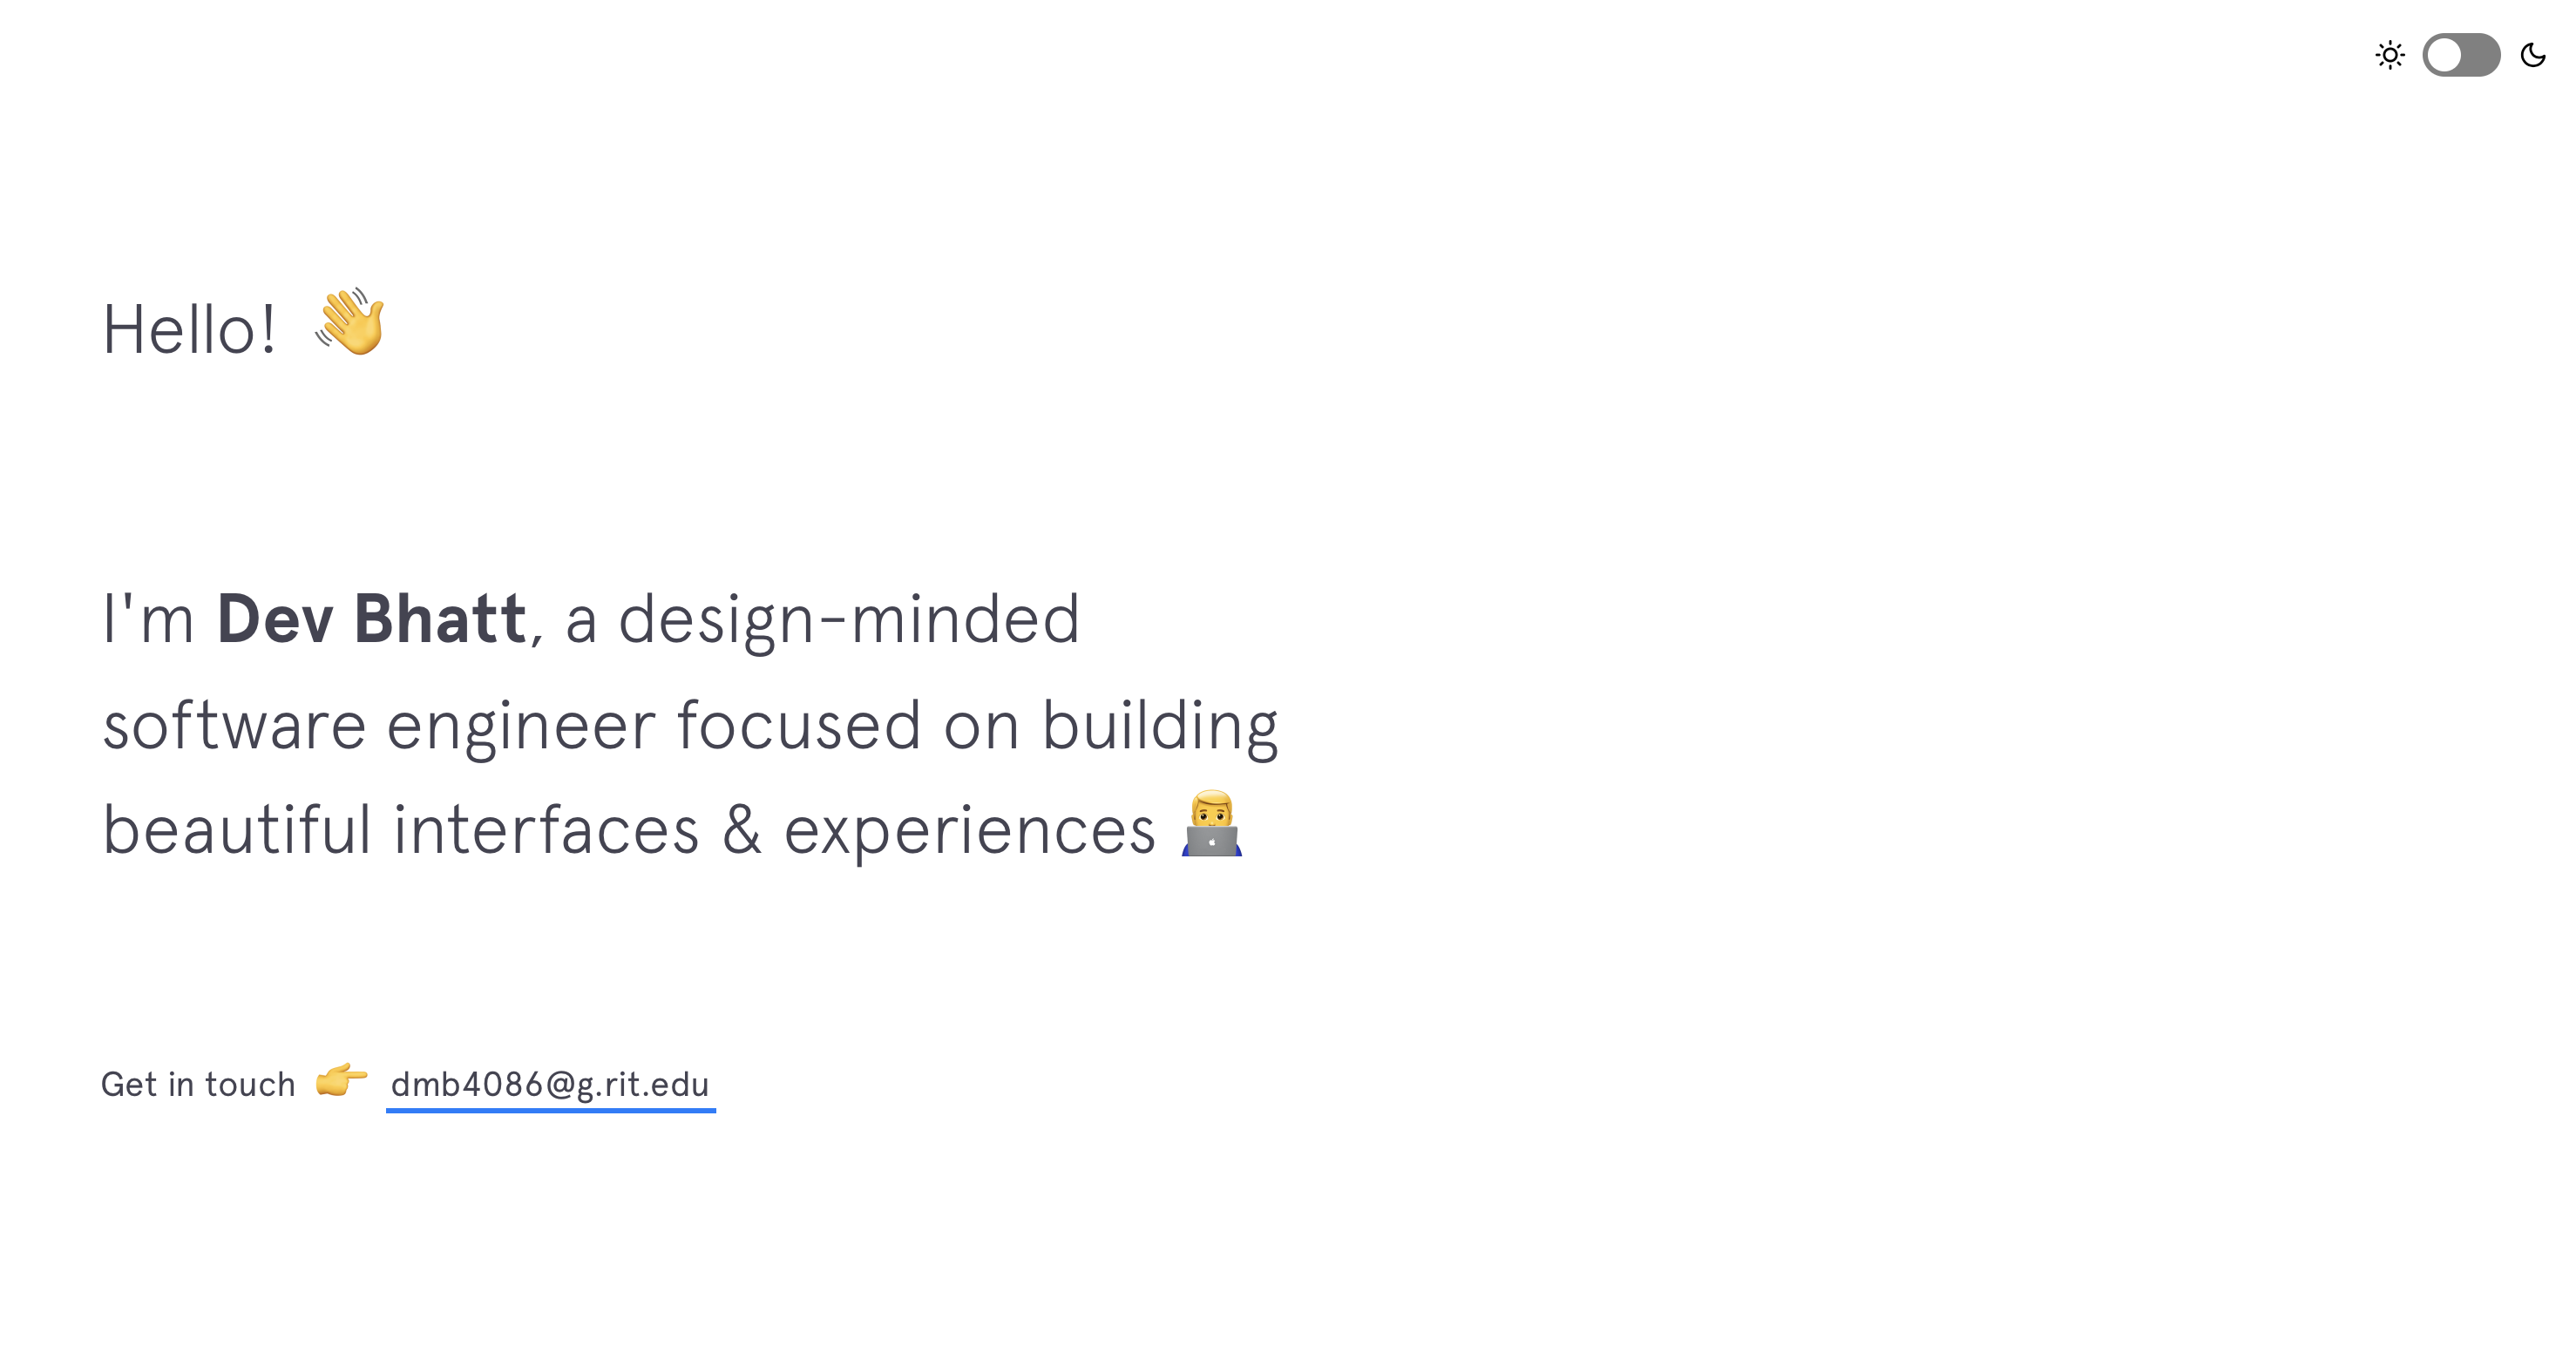 Hello! 👋
I'm Dev Bhatt, a design-minded
software engineer focused on building
beautiful interfaces & experiences 👨‍💻
Get in touch 👉 dmb4086@g.rit.edu